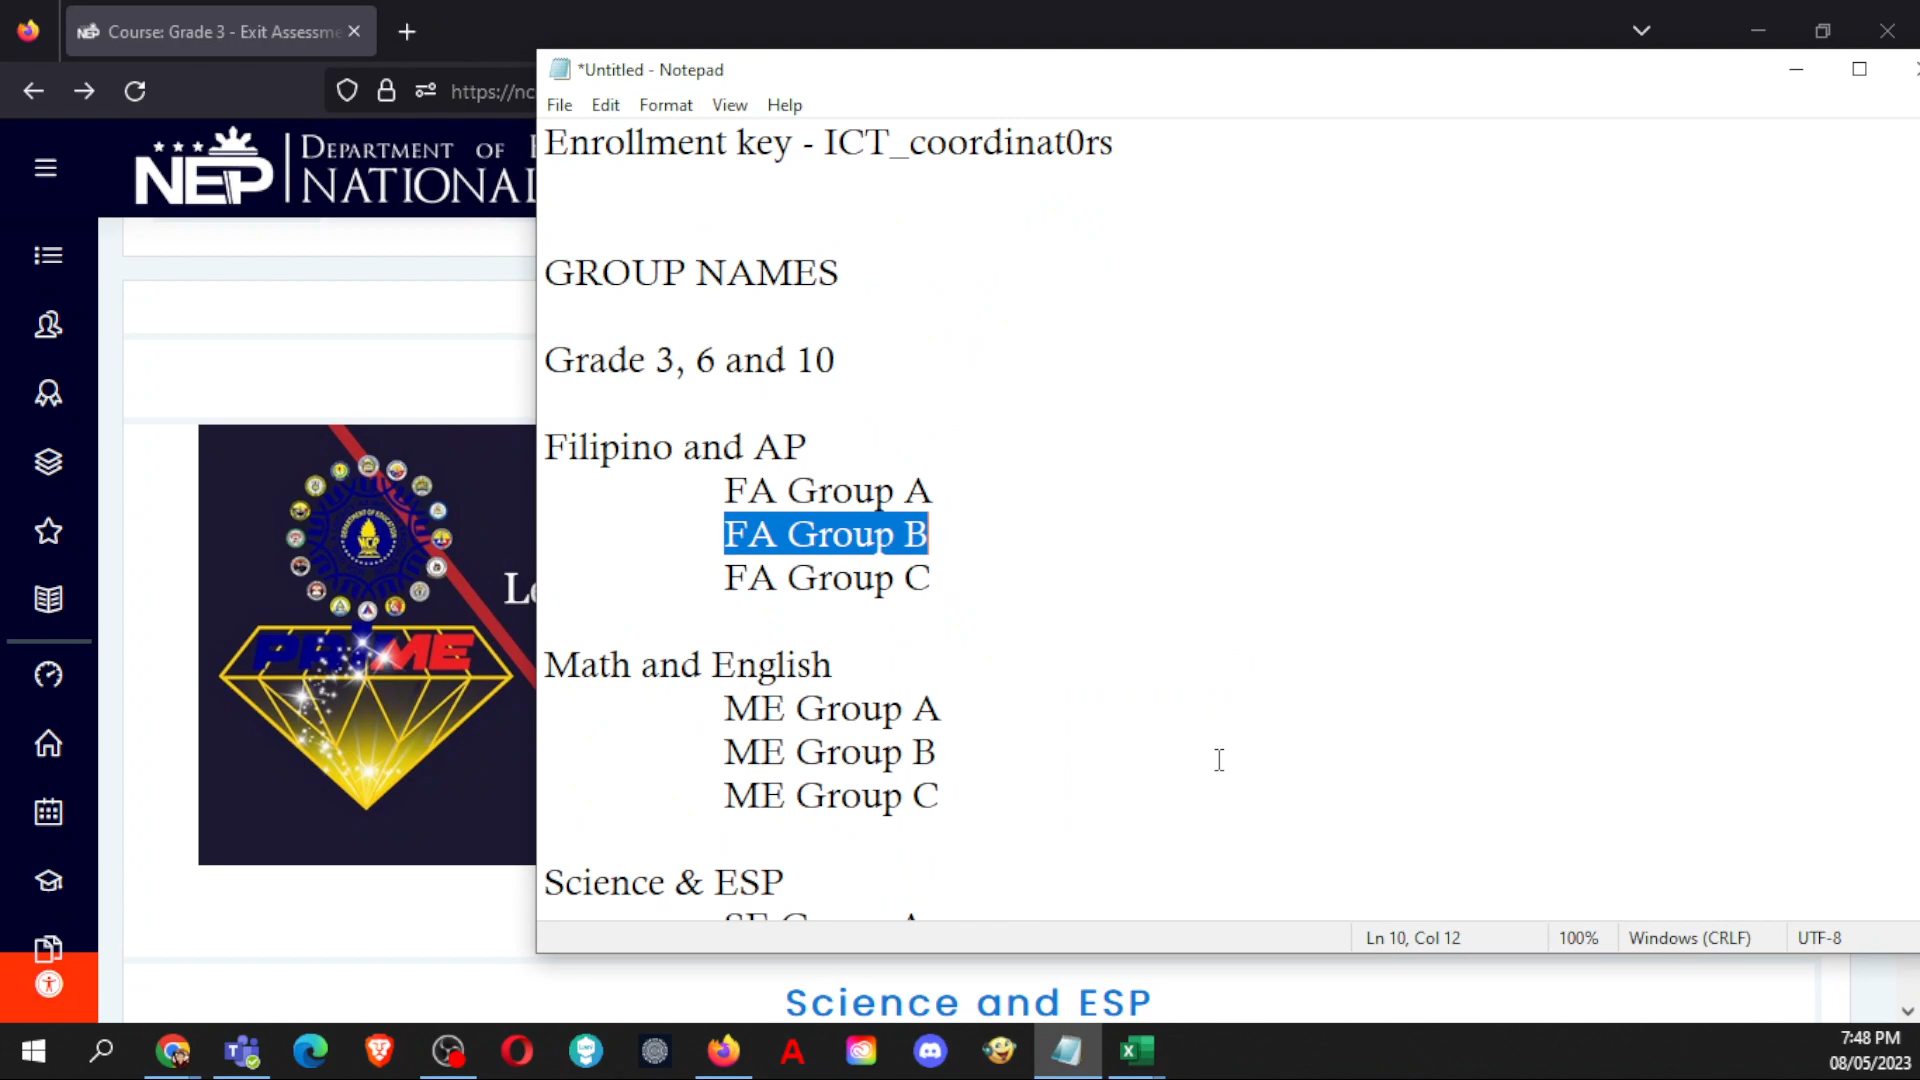 Course: Grade 3 - Exit Assessme
https://nc
*Untitled - Notepad
File Edit Format View Help
NEP
DEPARTMENT OF
NATIONAL
Enrollment key - ICT_coordinat0rs
GROUP NAMES
Grade 3, 6 and 10
Filipino and AP
FA Group A
FA Group B
FA Group C
Math and English
ME Group A
ME Group B
ME Group C
Science & ESP
PRIME
Ln 10, Col 12
100%
Windows (CRLF)
UTF-8
Science and ESP
7:48 PM
08/05/2023